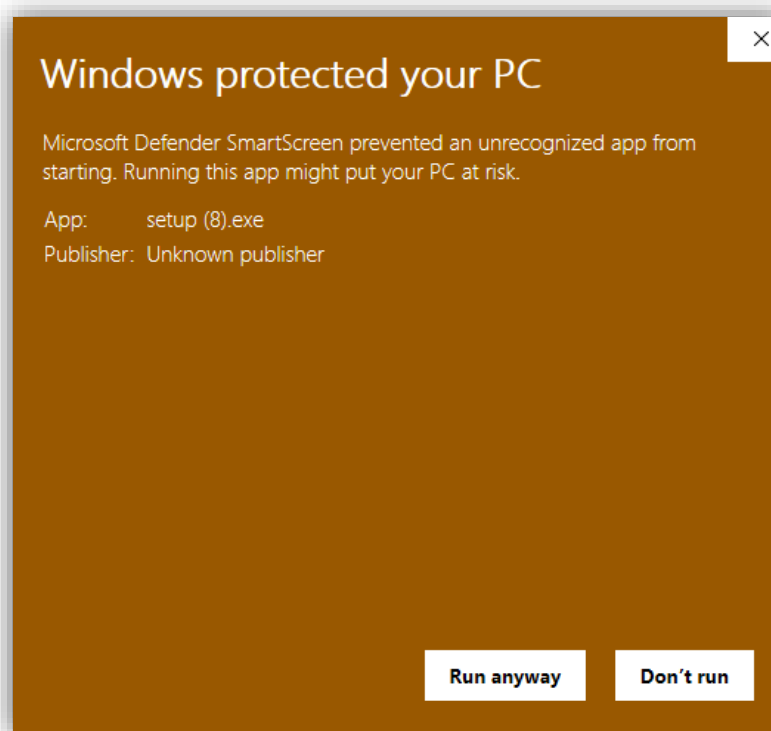 Windows protected your PC
Microsoft Defender SmartScreen prevented an unrecognized app from
starting. Running this app might put your PC at risk.
App: setup (8).exe
Publisher: Unknown publisher
Run anyway Don’t run